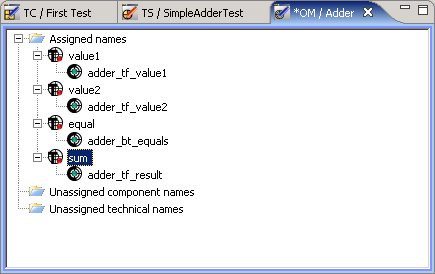 TC / First Test
TS / SimpleAdderTest
*OM / Adder
Assigned names
value1
adder_tf_value1
value2
adder_tf_value2
equal
adder_bt_equals
sum
adder_tf_result
Unassigned component names
Unassigned technical names